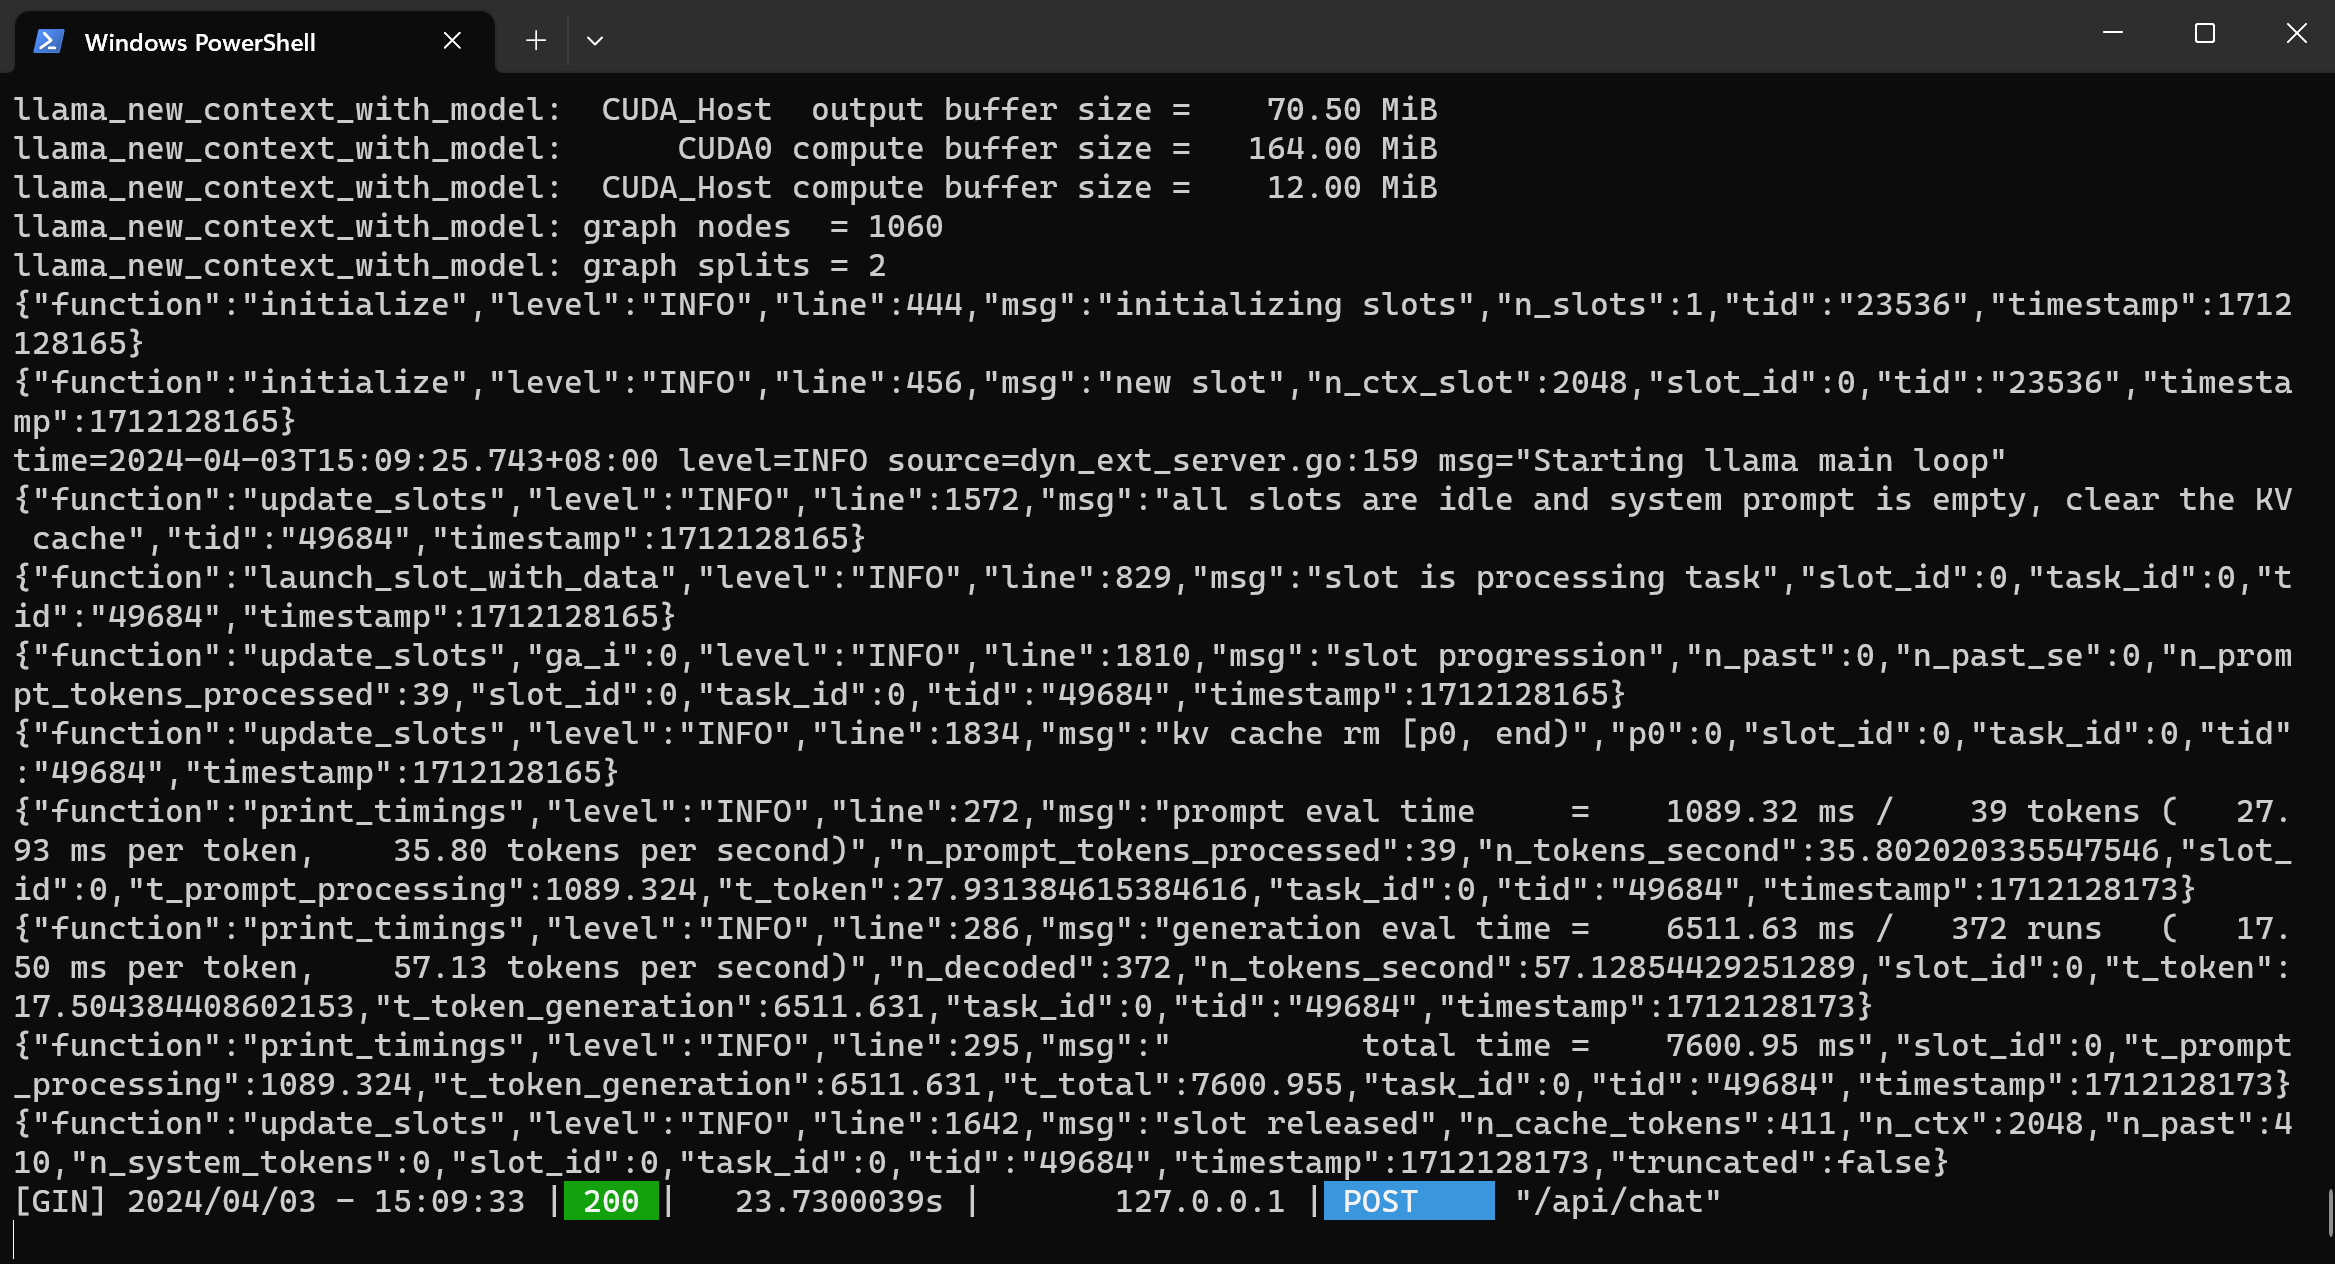 Windows PowerShell
llama_new_context_with_model:  CUDA_Host  output buffer size =    70.50 MiB
llama_new_context_with_model:      CUDA0 compute buffer size =   164.00 MiB
llama_new_context_with_model:  CUDA_Host compute buffer size =    12.00 MiB
llama_new_context_with_model: graph nodes  = 1060
llama_new_context_with_model: graph splits = 2
{"function":"initialize","level":"INFO","line":444,"msg":"initializing slots","n_slots":1,"tid":"23536","timestamp":1712
128165}
{"function":"initialize","level":"INFO","line":456,"msg":"new slot","n_ctx_slot":2048,"slot_id":0,"tid":"23536","timesta
mp":1712128165}
time=2024-04-03T15:09:25.743+08:00 level=INFO source=dyn_ext_server.go:159 msg="Starting llama main loop"
{"function":"update_slots","level":"INFO","line":1572,"msg":"all slots are idle and system prompt is empty, clear the KV
 cache","tid":"49684","timestamp":1712128165}
{"function":"launch_slot_with_data","level":"INFO","line":829,"msg":"slot is processing task","slot_id":0,"task_id":0,"t
id":"49684","timestamp":1712128165}
{"function":"update_slots","ga_i":0,"level":"INFO","line":1810,"msg":"slot progression","n_past":0,"n_past_se":0,"n_prom
pt_tokens_processed":39,"slot_id":0,"task_id":0,"tid":"49684","timestamp":1712128165}
{"function":"update_slots","level":"INFO","line":1834,"msg":"kv cache rm [p0, end)","p0":0,"slot_id":0,"task_id":0,"tid"
:"49684","timestamp":1712128165}
{"function":"print_timings","level":"INFO","line":272,"msg":"prompt eval time     =    1089.32 ms /    39 tokens (   27.
93 ms per token,    35.80 tokens per second)","n_prompt_tokens_processed":39,"n_tokens_second":35.802020335547546,"slot_
id":0,"t_prompt_processing":1089.324,"t_token":27.931384615384616,"task_id":0,"tid":"49684","timestamp":1712128173}
{"function":"print_timings","level":"INFO","line":286,"msg":"generation eval time =    6511.63 ms /   372 runs   (   17.
50 ms per token,    57.13 tokens per second)","n_decoded":372,"n_tokens_second":57.12854429251289,"slot_id":0,"t_token":
17.504384408602153,"t_token_generation":6511.631,"task_id":0,"tid":"49684","timestamp":1712128173}
{"function":"print_timings","level":"INFO","line":295,"msg":"          total time =    7600.95 ms","slot_id":0,"t_prompt
_processing":1089.324,"t_token_generation":6511.631,"t_total":7600.955,"task_id":0,"tid":"49684","timestamp":1712128173}
{"function":"update_slots","level":"INFO","line":1642,"msg":"slot released","n_cache_tokens":411,"n_ctx":2048,"n_past":4
10,"n_system_tokens":0,"slot_id":0,"task_id":0,"tid":"49684","timestamp":1712128173,"truncated":false}
[GIN] 2024/04/03 - 15:09:33 | 200 |   23.7300039s |       127.0.0.1 | POST     "/api/chat"